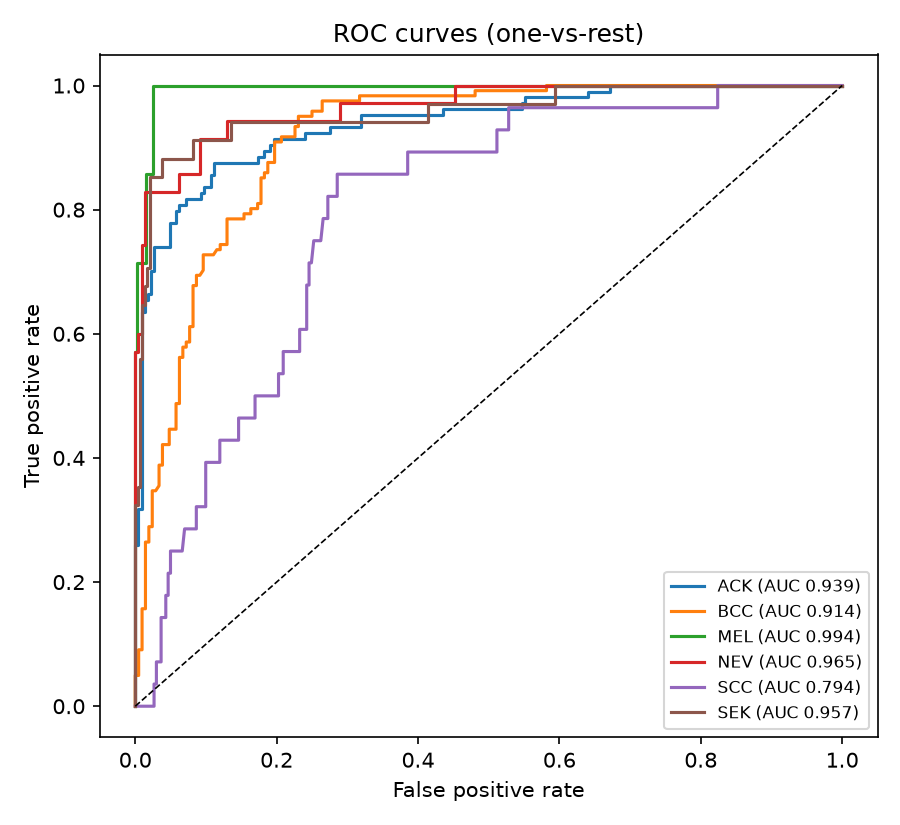 ROC curves (one-vs-rest)
True positive rate
1.0
0.8
0.6
0.4
0.2
0.0
ACK (AUC 0.939)
BCC (AUC 0.914)
MEL (AUC 0.994)
NEV (AUC 0.965)
SCC (AUC 0.794)
SEK (AUC 0.957)
0.0 0.2 0.4 0.6 0.8 1.0
False positive rate